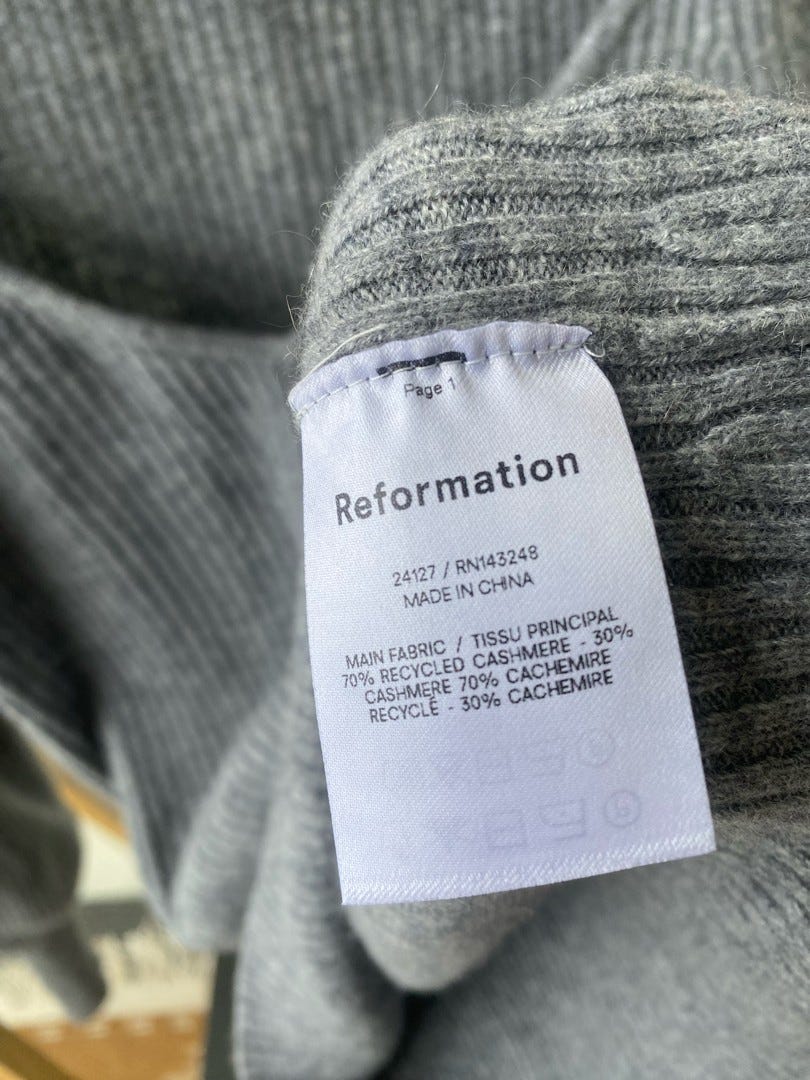 Page 1
Reformation
24127 / RN143248
MADE IN CHINA
MAIN FABRIC / TISSU PRINCIPAL
70% RECYCLED CASHMERE - 30%
CASHMERE 70% CACHEMIRE
RECYCLÉ - 30% CACHEMIRE